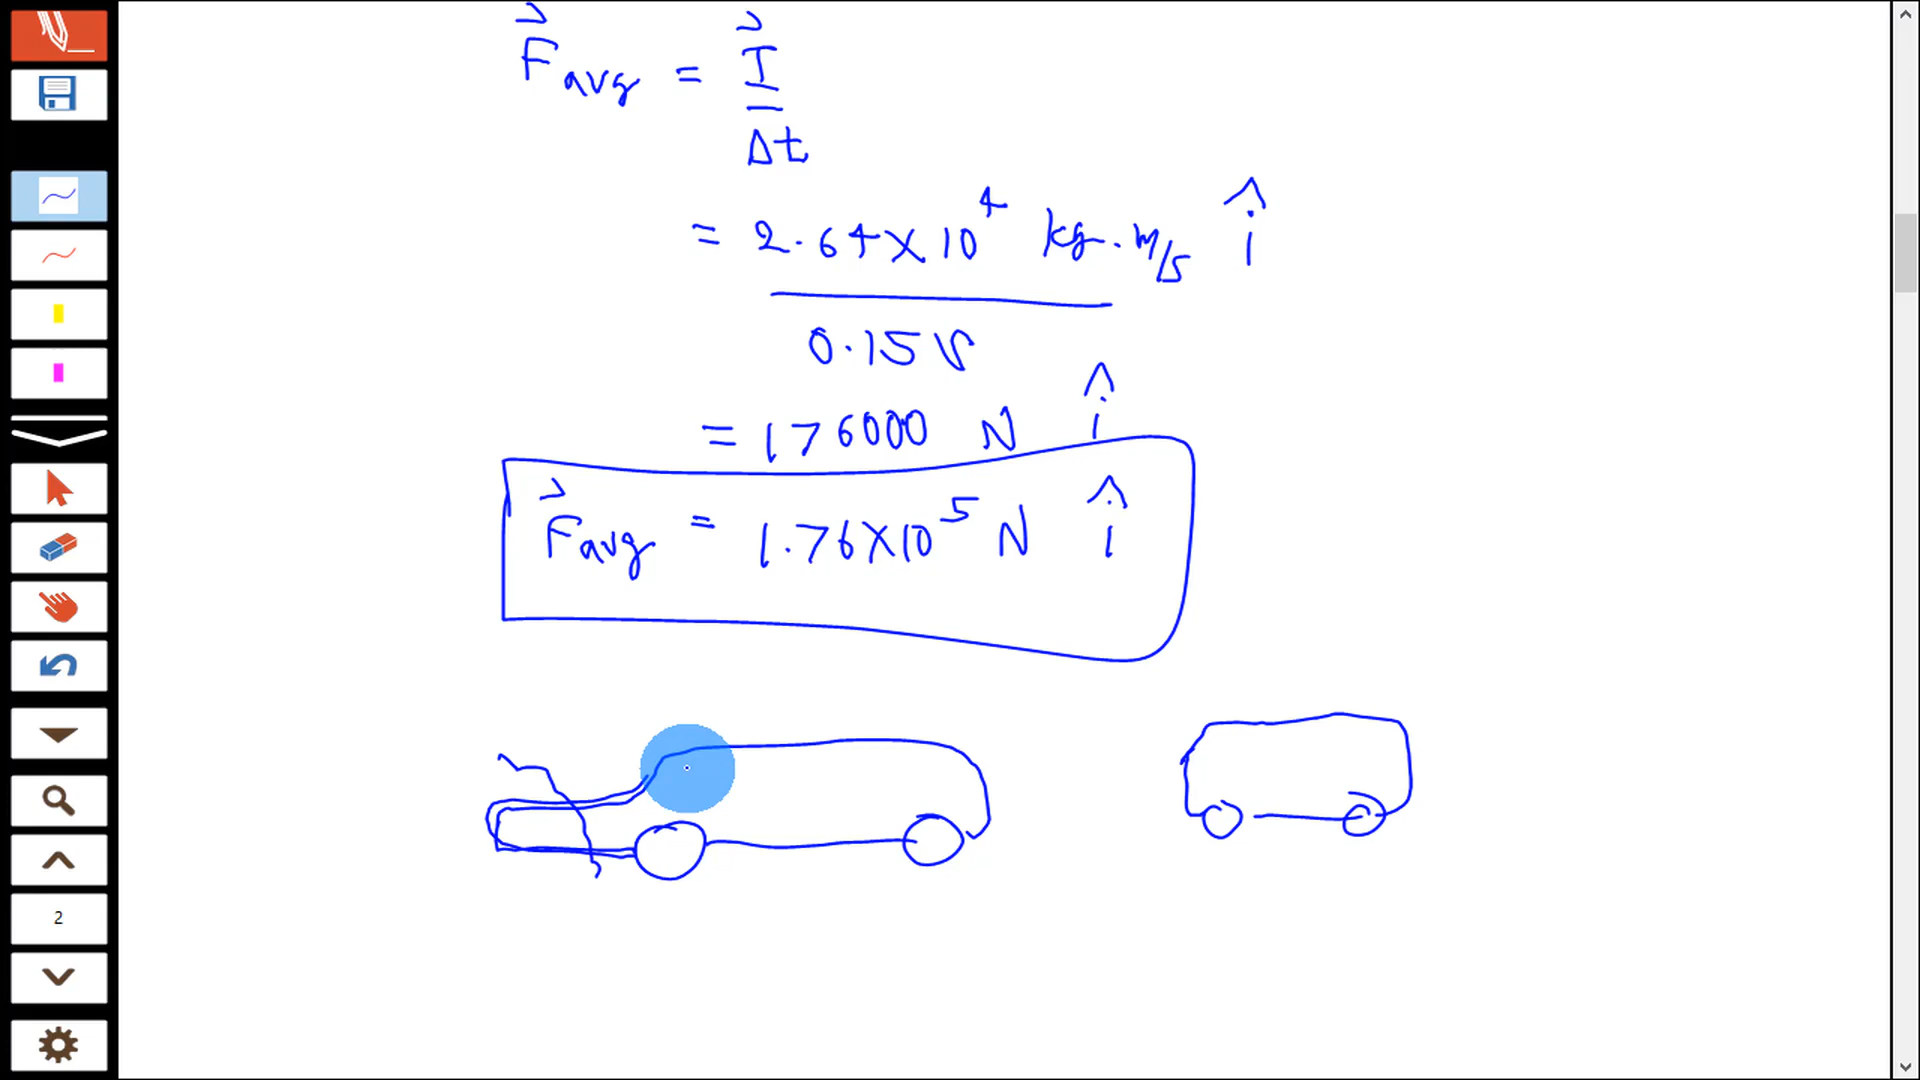 F⃗avg = I⃗
Δt
= 2.64×10⁴ kg.m/s î
0.15 s
= 176000 N î
F⃗avg = 1.76×10⁵ N î
2